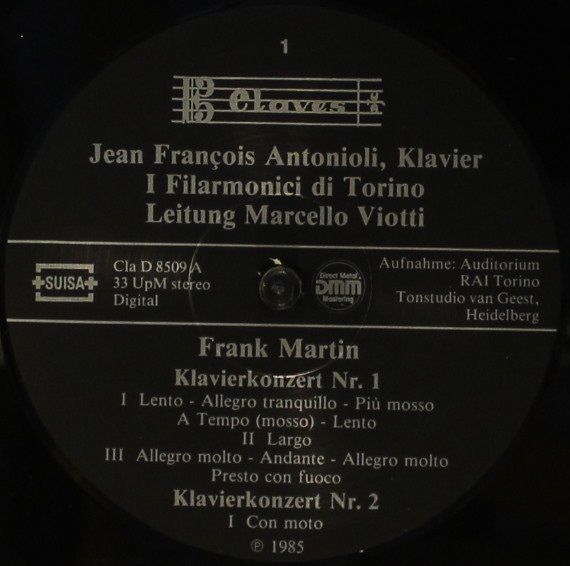 1
Claves
Jean François Antonioli, Klavier
I Filarmonici di Torino
Leitung Marcello Viotti
+SUISA+
Cla D 8509 A
33 UpM stereo
Digital
Direct Metal
DMM
Mastering
Aufnahme: Auditorium
RAI Torino
Tonstudio van Geest,
Heidelberg
Frank Martin
Klavierkonzert Nr. 1
I Lento - Allegro tranquillo - Più mosso
A Tempo (mosso) - Lento
II Largo
III Allegro molto - Andante - Allegro molto
Presto con fuoco
Klavierkonzert Nr. 2
I Con moto
℗ 1985